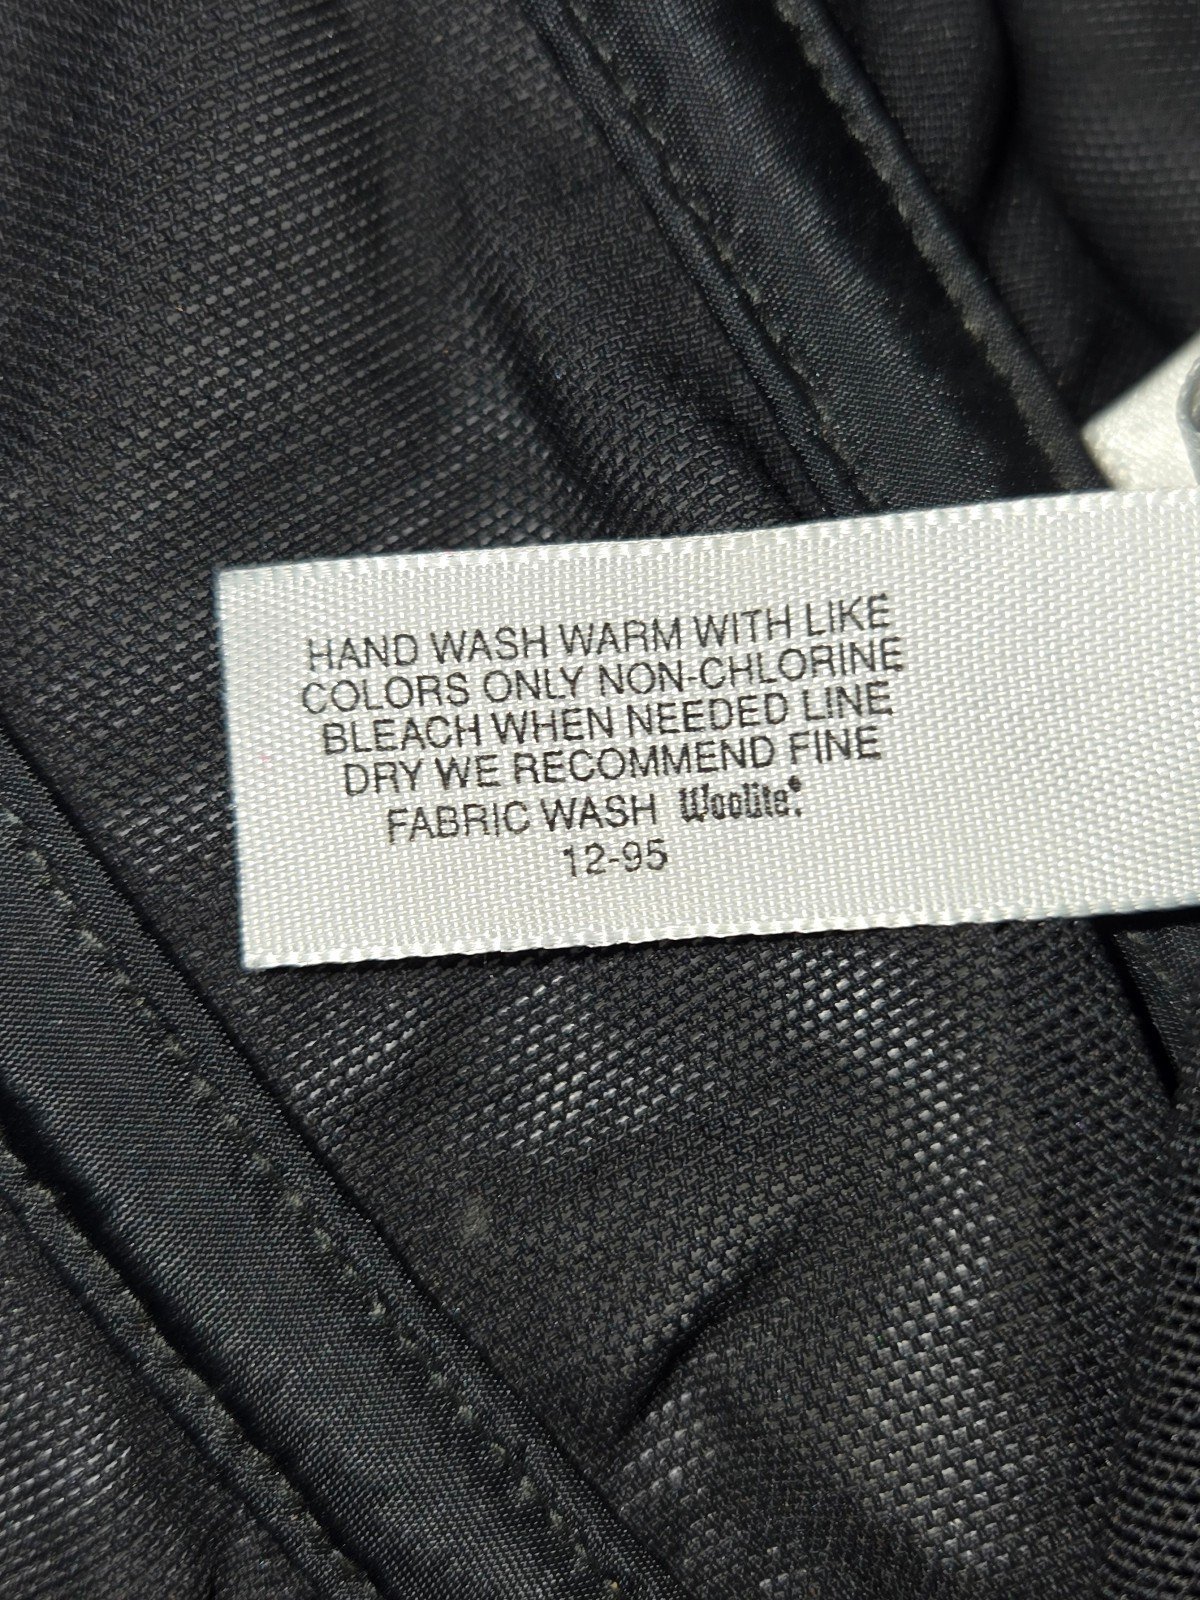 HAND WASH WARM WITH LIKE
COLORS ONLY NON-CHLORINE
BLEACH WHEN NEEDED LINE
DRY WE RECOMMEND FINE
FABRIC WASH Woolite®.
12-95